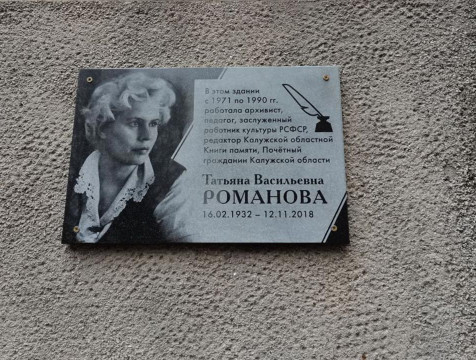 В этом здании
с 1971 по 1990 гг.
работала архивист,
педагог, заслуженный
работник культуры РСФСР,
редактор Калужской областной
Книги памяти, Почётный
гражданин Калужской области
Татьяна Васильевна
РОМАНОВА
16.02.1932 – 12.11.2018